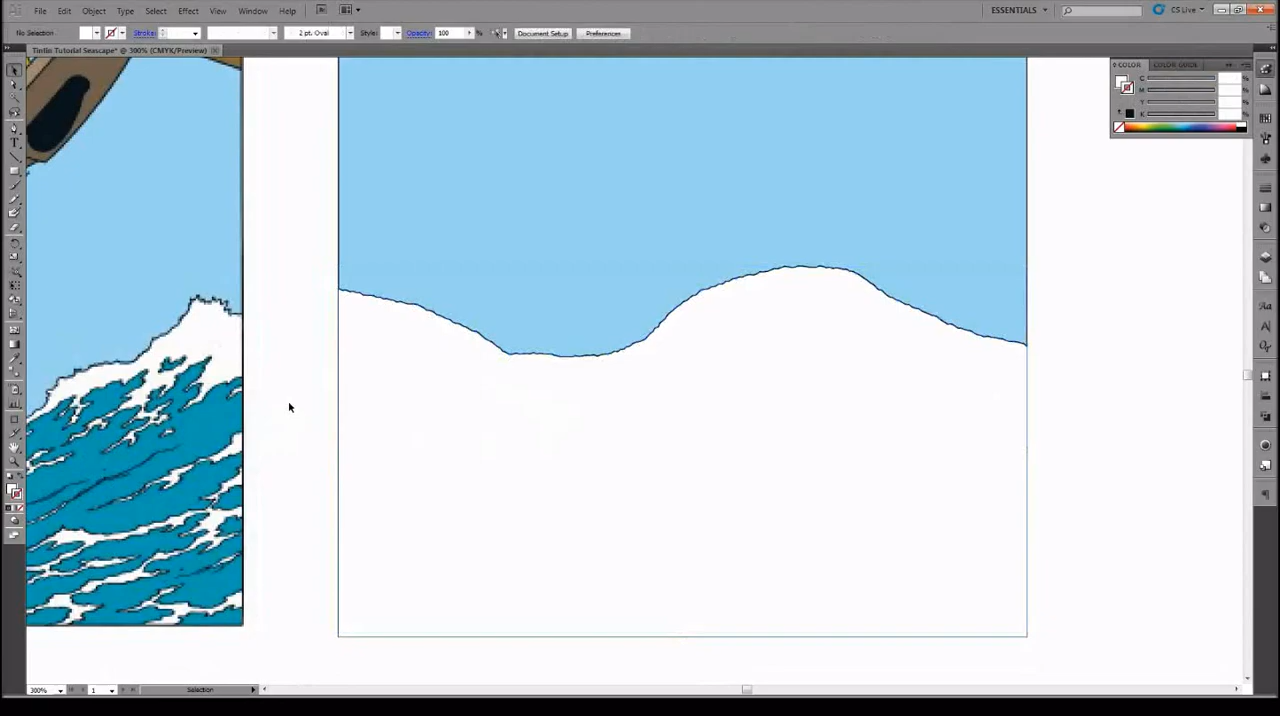 File Edit Object Type Select Effect View Window Help
ESSENTIALS
CS Live
No Selection Stroke: 2 pt. Oval Style: Opacity: 100 % Document Setup Preferences
Tintin Tutorial Seascape* @ 300% (CMYK/Preview)
COLOR COLOR GUIDE
C %
M %
Y %
K %
300% 1 Selection